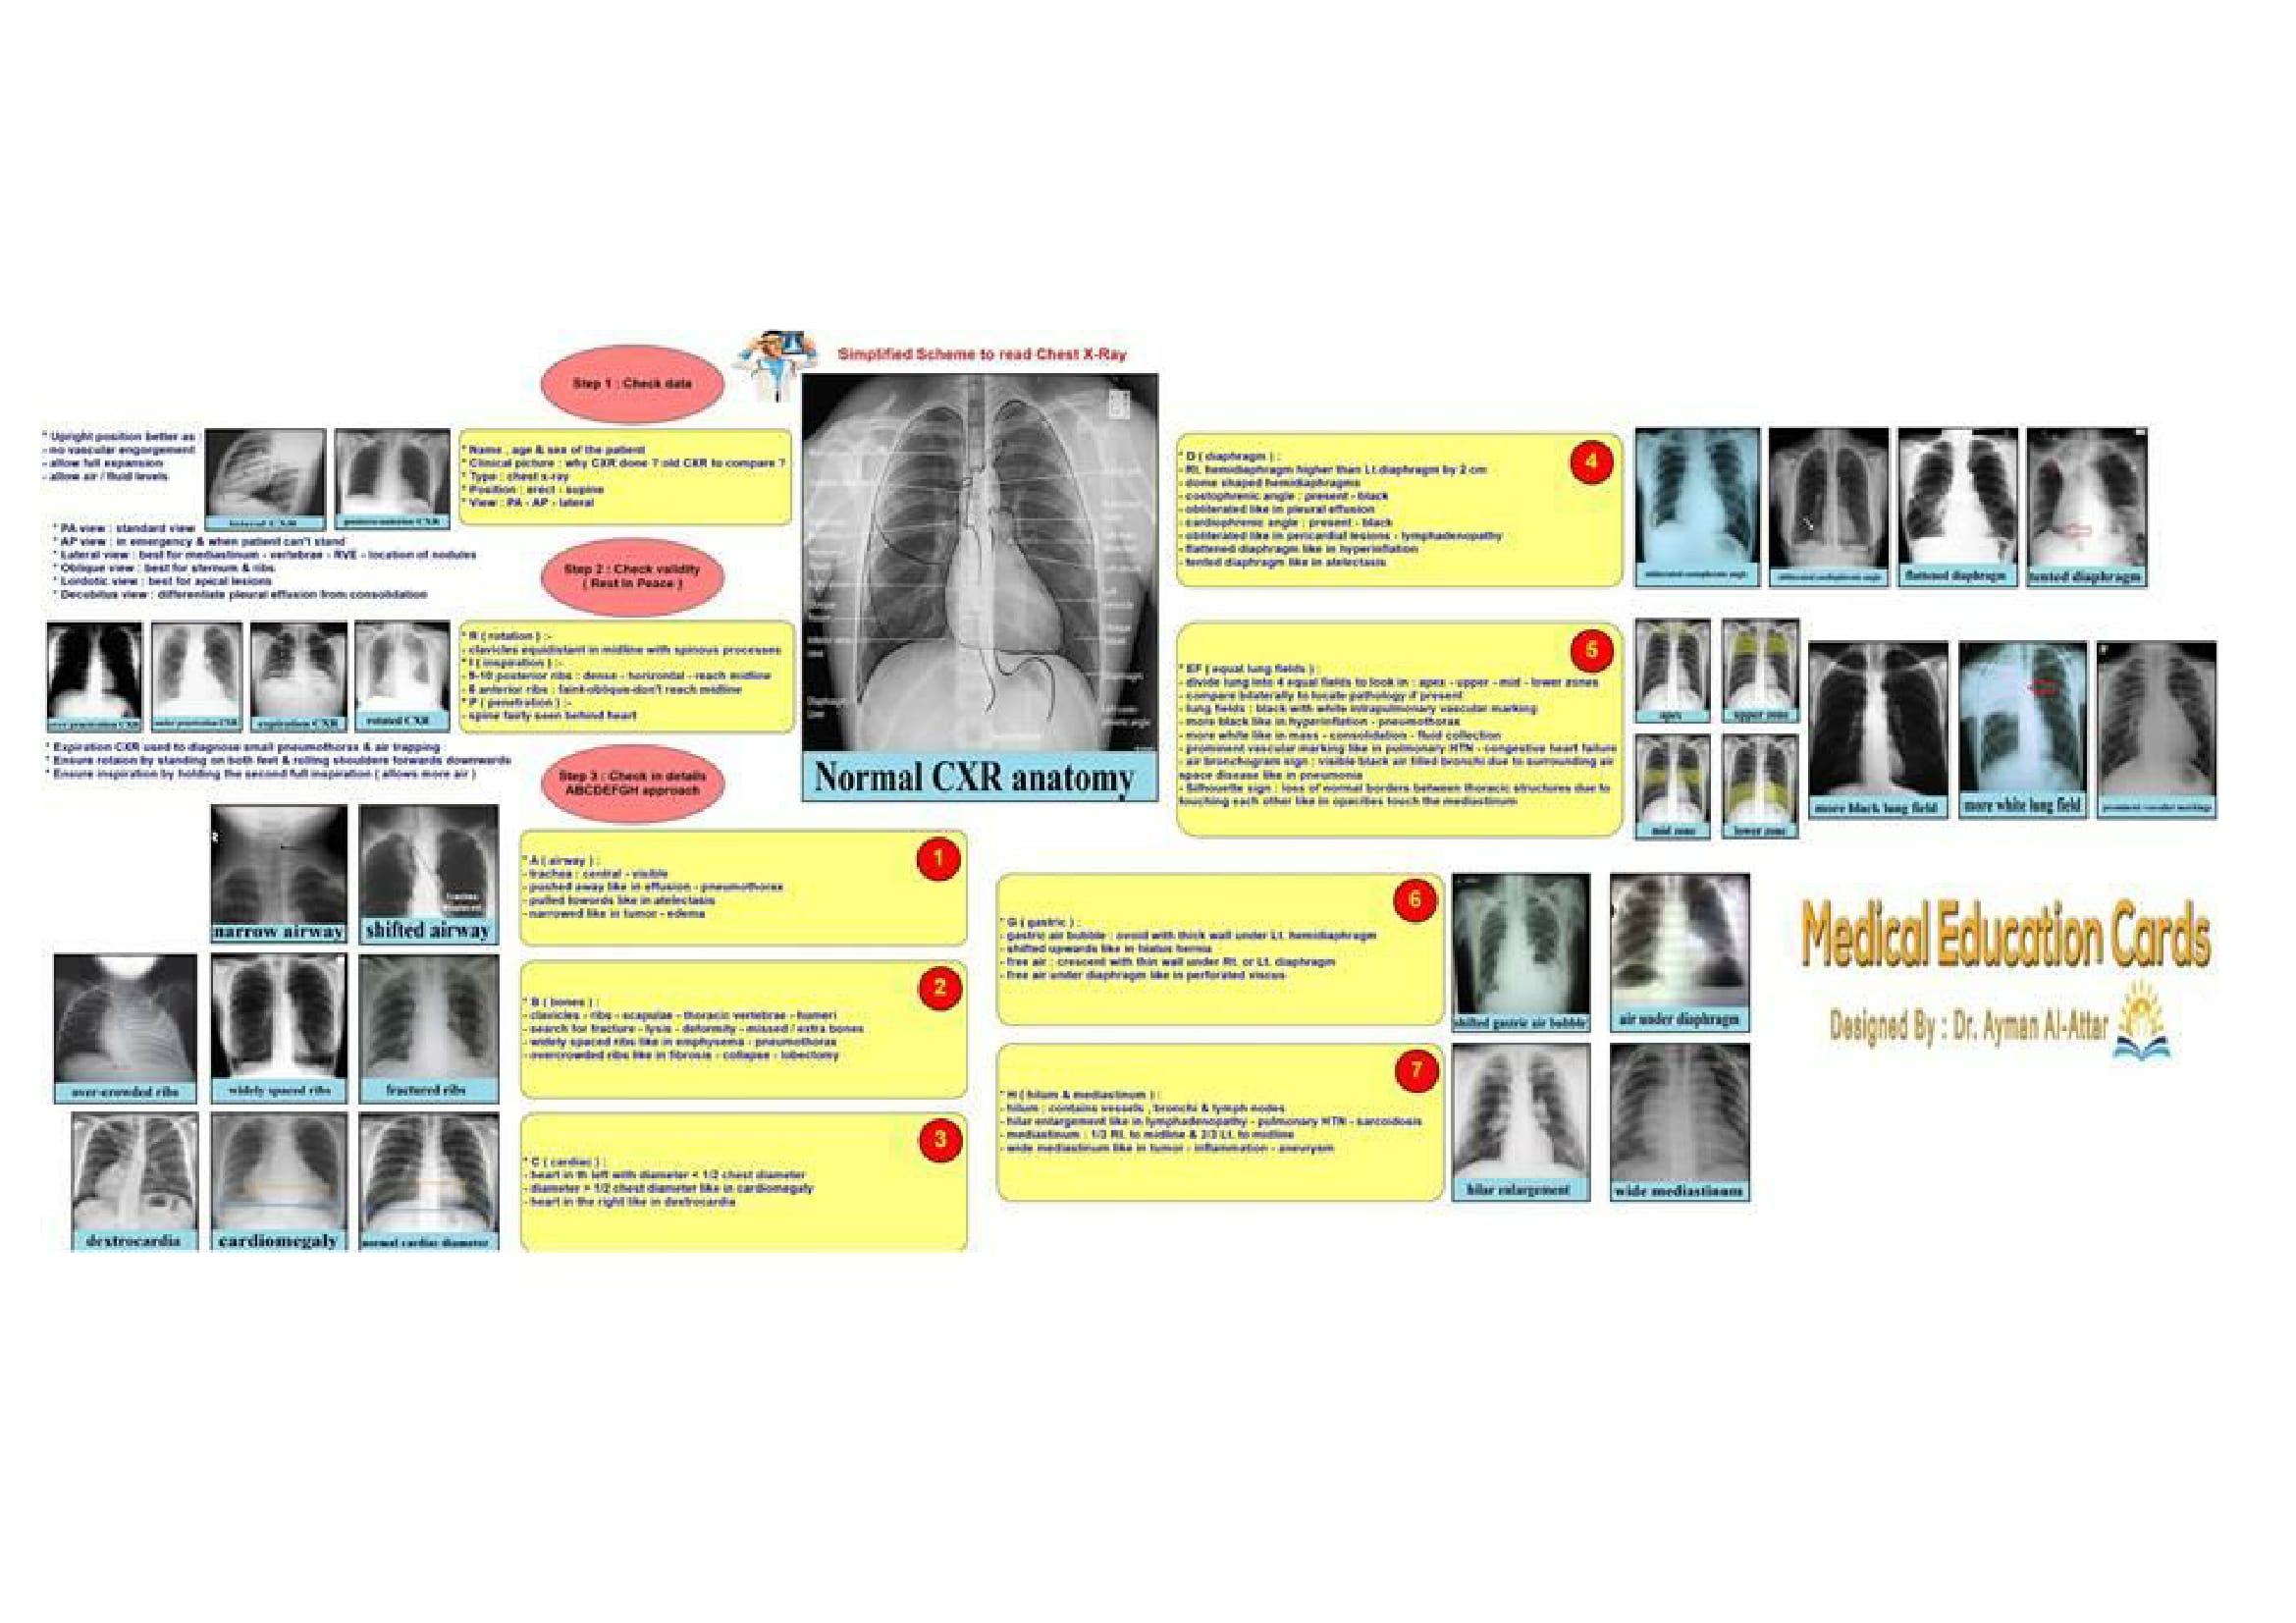 Simplified Scheme to read Chest X-Ray
Step 1 : Check data
* Upright position better as :
- no vascular engorgement
- allow full expansion
- allow air / fluid levels
lateral CXR
postero-anterior CXR
* Name , age & sex of the patient
* Clinical picture : why CXR done ? old CXR to compare ?
* Type : chest x-ray
* Position : erect - supine
* View : PA - AP - lateral
* PA view : standard view
* AP view : in emergency & when patient can't stand
* Lateral view : best for mediastinum - vertebrae - RVE - location of nodules
* Oblique view : best for sternum & ribs
* Lordotic view : best for apical lesions
* Decubitus view : differentiate pleural effusion from consolidation
Step 2 : Check validity
( Rest in Peace )
over penetration CXR
under penetration CXR
expiration CXR
rotated CXR
* R ( rotation ) :-
- clavicles equidistant in midline with spinous processes
* I ( inspiration ) :-
- 9-10 posterior ribs : dense - horizontal - reach midline
- 6 anterior ribs : faint-oblique-don't reach midline
* P ( penetration ) :-
- spine fairly seen behind heart
* Expiration CXR used to diagnose small pneumothorax & air trapping
* Ensure rotaion by standing on both feet & rolling shoulders forwards downwards
* Ensure inspiration by holding the second full inspiration ( allows more air )
Step 3 : Check in details
ABCDEFGH approach
Normal CXR anatomy
narrow airway
shifted airway
1
* A ( airway ) :
- trachea : central - visible
- pushed away like in effusion - pneumothorax
- pulled towords like in atelectasis
- narrowed like in tumor - edema
over-crowded ribs
widely spaced ribs
fractured ribs
2
* B ( bones ) :
- clavicles - ribs - scapulae - thoracic vertebrae - humeri
- search for fracture - lysis - deformity - missed / extra bones
- widely spaced ribs like in emphysema - pneumothorax
- overcrowded ribs like in fibrosis - collapse - lobectomy
dextrocardia
cardiomegaly
normal cardiac diameter
3
* C ( cardiac ) :
- heart in th left with diameter < 1/2 chest diameter
- diameter > 1/2 chest diameter like in cardiomegaly
- heart in the right like in dextrocardia
4
* D ( diaphragm ) :
- Rt. hemidiaphragm higher than Lt.diaphragm by 2 cm
- dome shaped hemidiaphragms
- costophrenic angle : present - black
- obliterated like in pleural effusion
- cardiophrenic angle : present - black
- obliterated like in pericardial lesions - lymphadenopathy
- flattened diaphragm like in hyperinflation
- tented diaphragm like in atelectasis
flattened diaphragm
tented diaphragm
5
* EF ( equal lung fields ) :
- divide lung into 4 equal fields to look in : apex - upper - mid - lower zones
- compare bilaterally to locate pathology if present
- lung fields : black with white intrapulmonary vascular marking
- more black like in hyperinflation - pneumothorax
- more white like in mass - consolidation - fluid collection
- prominent vascular marking like in pulmonary HTN - congestive heart failure
- air bronchogram sign : visible black air filled bronchi due to surrounding air
space disease like in pneumonia
- Silhouette sign : loss of normal borders between thoracic structures due to
touching each other like in opacities touch the mediastinum
apex
upper zone
mid zone
lower zone
more black lung field
more white lung field
prominent vascular markings
6
* G ( gastric ) :
- gastric air bubble : ovoid with thick wall under Lt. hemidiaphragm
- shifted upwards like in hiatus hernia
- free air : crescent with thin wall under Rt. or Lt. diaphragm
- free air under diaphragm like in perforated viscus
shifted gastric air bubble
air under diaphragm
7
* H ( hilum & mediastinum ) :
- hilum : contains vessels , bronchi & lymph nodes
- hilar enlargement like in lymphadenopathy - pulmonary HTN - sarcoidosis
- mediastinum : 1/3 Rt. to midline & 2/3 Lt. to midline
- wide mediastinum like in tumor - inflammation - aneurysm
hilar enlargement
wide mediastinum
Medical Education Cards
Designed By : Dr. Ayman Al-Attar